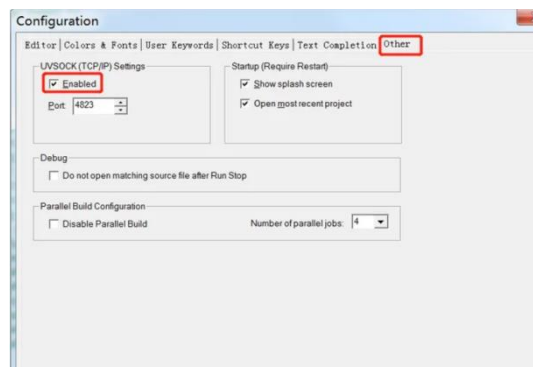 Configuration
Editor | Colors & Fonts | User Keywords | Shortcut Keys | Text Completion Other
UVSOCK (TCP/IP) Settings
Enabled
Port: 4823
Startup (Require Restart)
Show splash screen
Open most recent project
Debug
Do not open matching source file after Run Stop
Parallel Build Configuration
Disable Parallel Build
Number of parallel jobs: 4